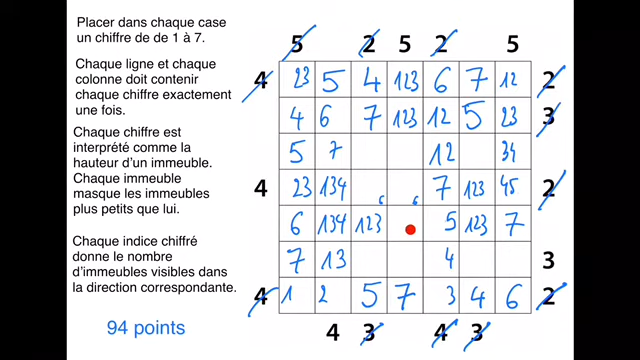 Placer dans chaque case
un chiffre de de 1 à 7.
Chaque ligne et chaque
colonne doit contenir
chaque chiffre exactement
une fois.
Chaque chiffre est
interprété comme la
hauteur d'un immeuble.
Chaque immeuble
masque les immeubles
plus petits que lui.
Chaque indice chiffré
donne le nombre
d'immeubles visibles dans
la direction correspondante.
94 points
5 2 5 2 5
4 23 5 4 123 6 7 12 2
4 6 7 123 12 5 23 3
5 7 12 34
4 23 134 6 6 7 123 45 2
6 134 123 5 123 7
7 13 4 3
4 1 2 5 7 3 4 6 2
4 3 4 3